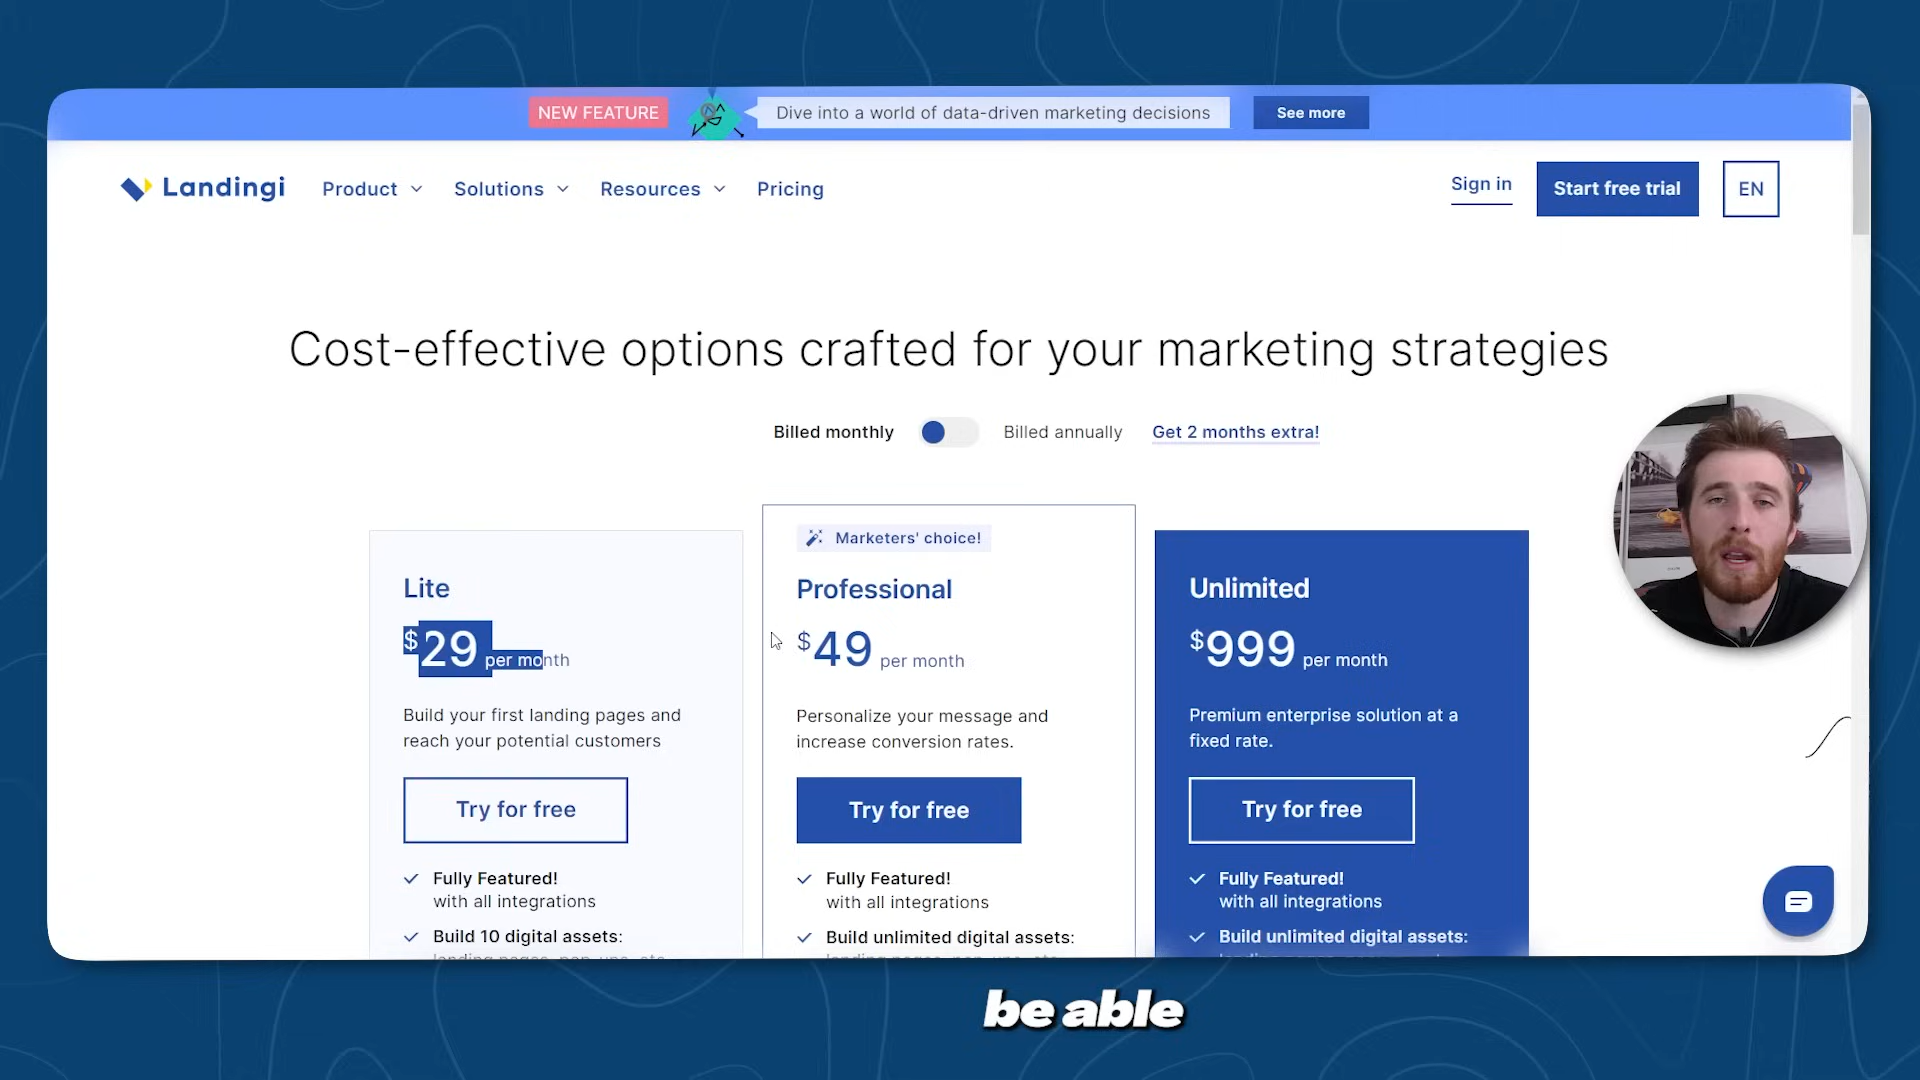 NEW FEATURE
Dive into a world of data-driven marketing decisions
See more
Landingi
Product
Solutions
Resources
Pricing
Sign in
Start free trial
EN
Cost-effective options crafted for your marketing strategies
Billed monthly
Billed annually
Get 2 months extra!
Lite
$29 per month
Build your first landing pages and
reach your potential customers
Try for free
Fully Featured!
with all integrations
Build 10 digital assets:
Marketers' choice!
Professional
$49 per month
Personalize your message and
increase conversion rates.
Try for free
Fully Featured!
with all integrations
Build unlimited digital assets:
Unlimited
$999 per month
Premium enterprise solution at a
fixed rate.
Try for free
Fully Featured!
with all integrations
Build unlimited digital assets:
be able